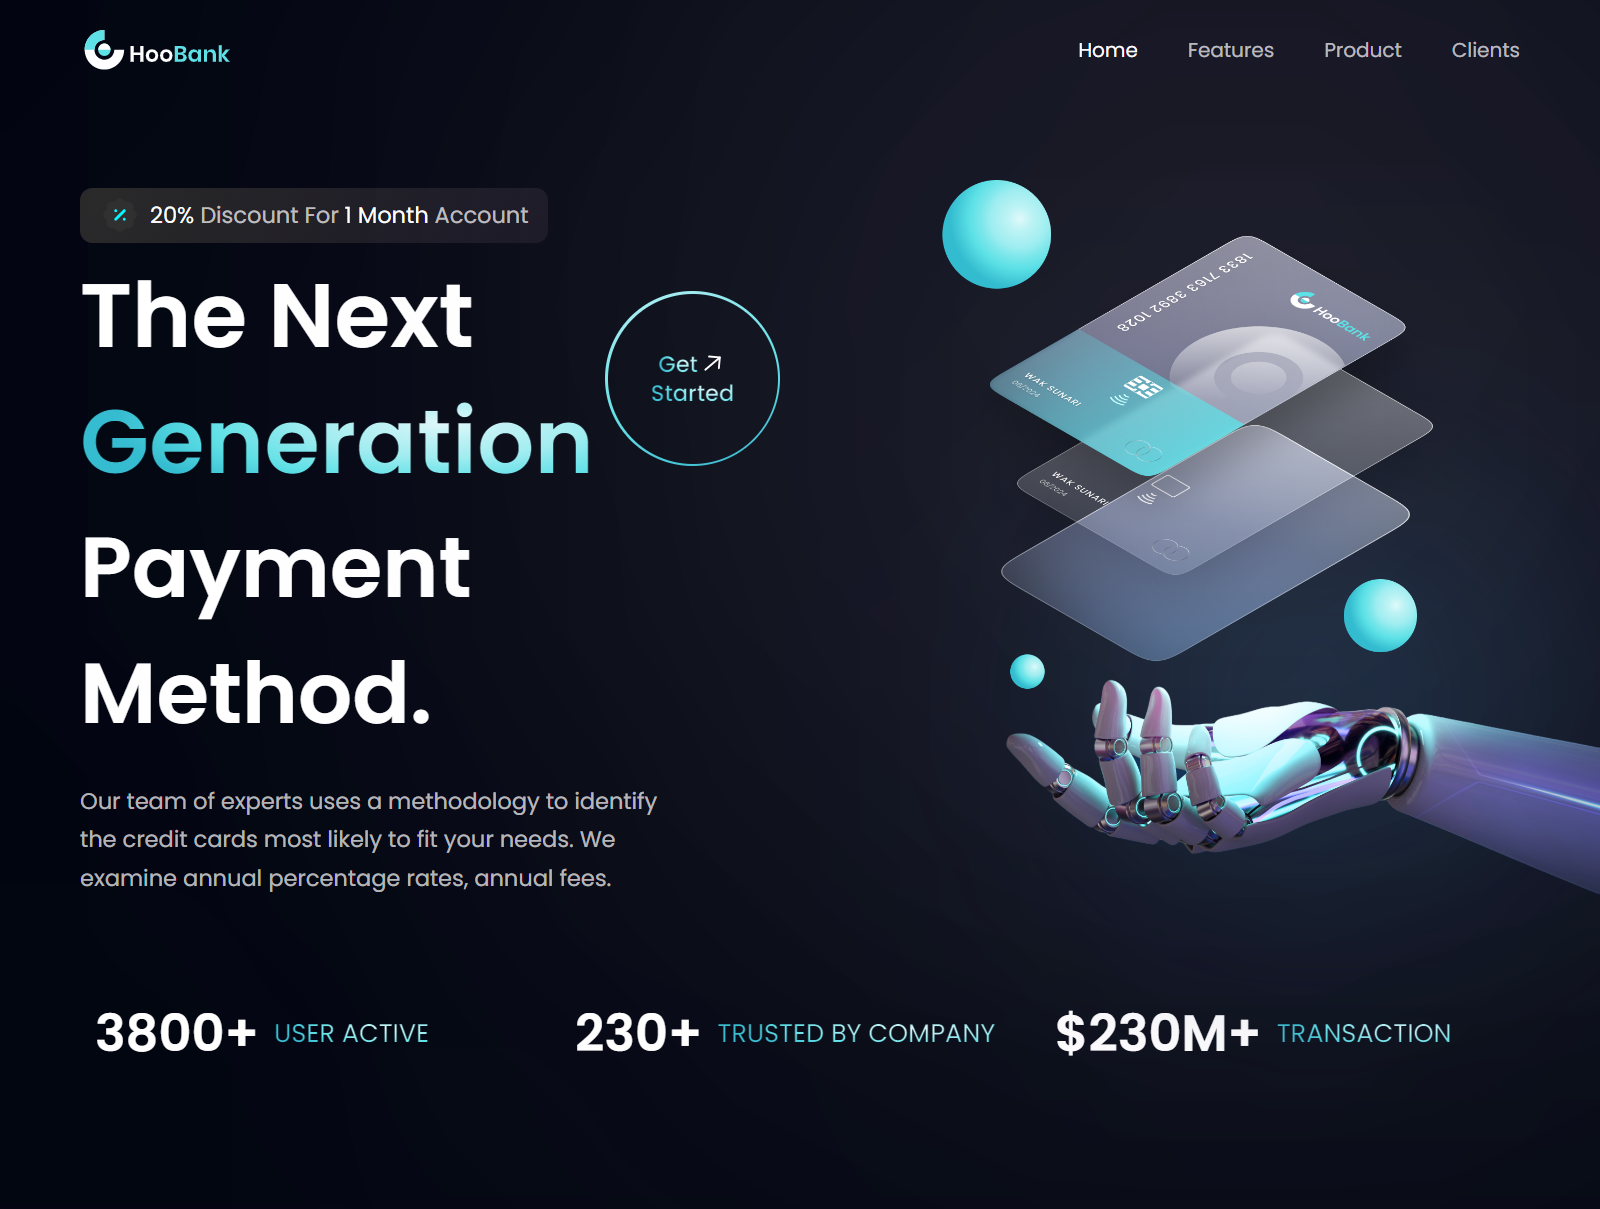 HooBank
Home Features Product Clients
20% Discount For 1 Month Account
The Next
Generation
Payment
Method.
Get
Started
1833 7163 3892 1028
HooBank
WAK SUNARI
06/2024
WAK SUNARI
06/2024
Our team of experts uses a methodology to identify
the credit cards most likely to fit your needs. We
examine annual percentage rates, annual fees.
3800+ USER ACTIVE
230+ TRUSTED BY COMPANY
$230M+ TRANSACTION